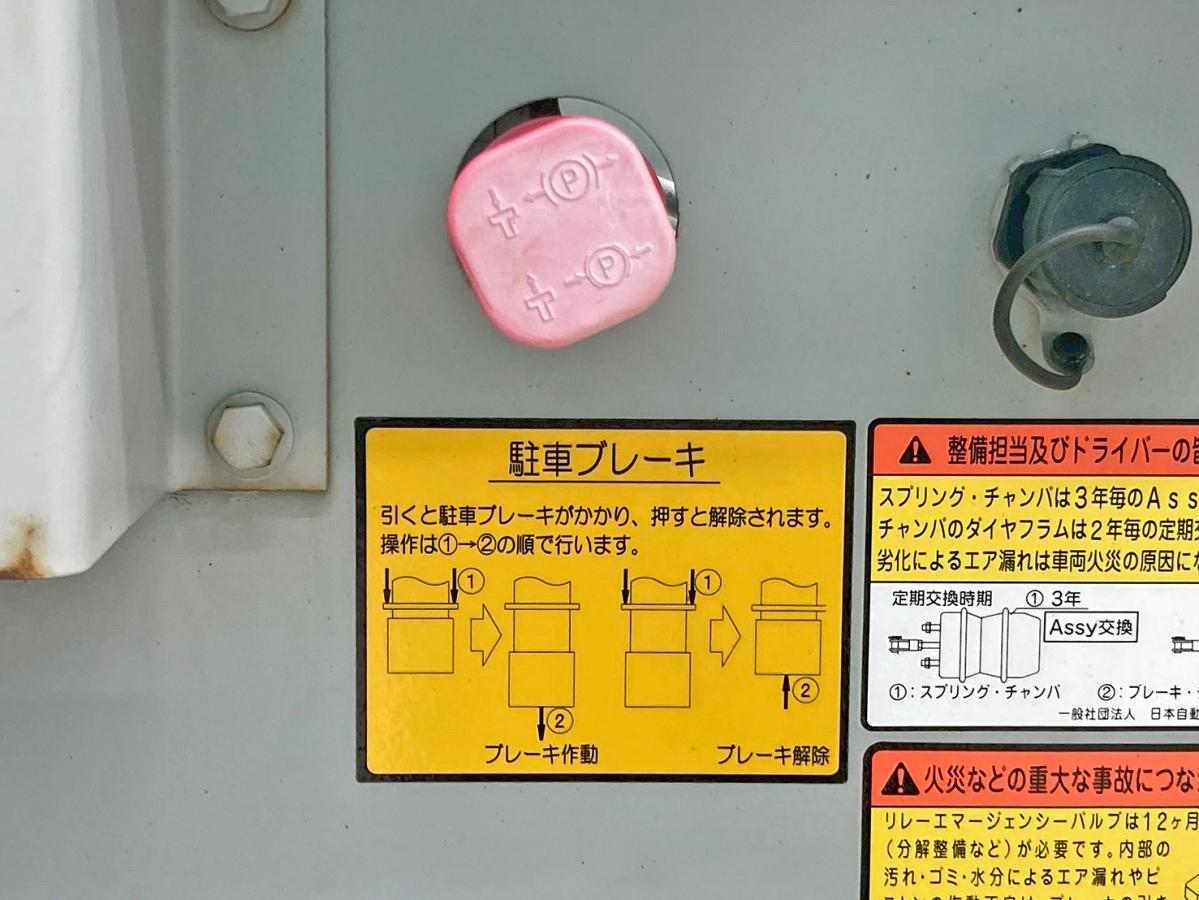 P
P
駐車ブレーキ
引くと駐車ブレーキがかかり、押すと解除されます。
操作は①→②の順で行います。
① ①
② ②
ブレーキ作動 ブレーキ解除
整備担当及びドライバーの
スプリング・チャンバは3年毎のAss
チャンバのダイヤフラムは2年毎の定期
劣化によるエア漏れは車両火災の原因に
定期交換時期 ① 3年
Assy交換
①:スプリング・チャンバ ②:ブレーキ・
一般社団法人 日本自動
火災などの重大な事故につな
リレーエマージェンシーバルブは12ヶ月
(分解整備など)が必要です。内部の
汚れ・ゴミ・水分によるエア漏れやピ